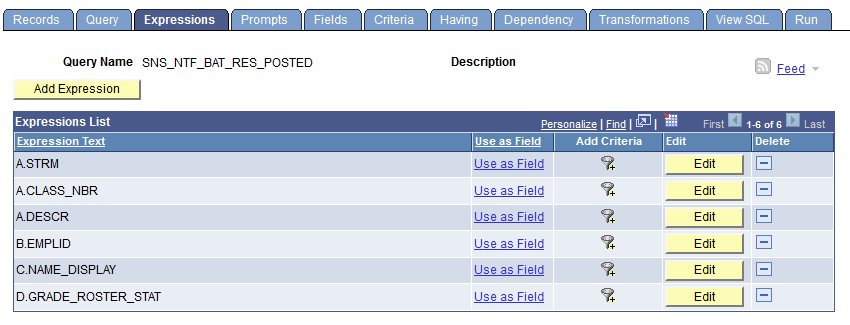 Records Query Expressions Prompts Fields Criteria Having Dependency Transformations View SQL Run
Query Name SNS_NTF_BAT_RES_POSTED Description Feed
Add Expression
Expressions List Personalize | Find | | First 1-6 of 6 Last
Expression Text Use as Field Add Criteria Edit Delete
A.STRM Use as Field Edit
A.CLASS_NBR Use as Field Edit
A.DESCR Use as Field Edit
B.EMPLID Use as Field Edit
C.NAME_DISPLAY Use as Field Edit
D.GRADE_ROSTER_STAT Use as Field Edit